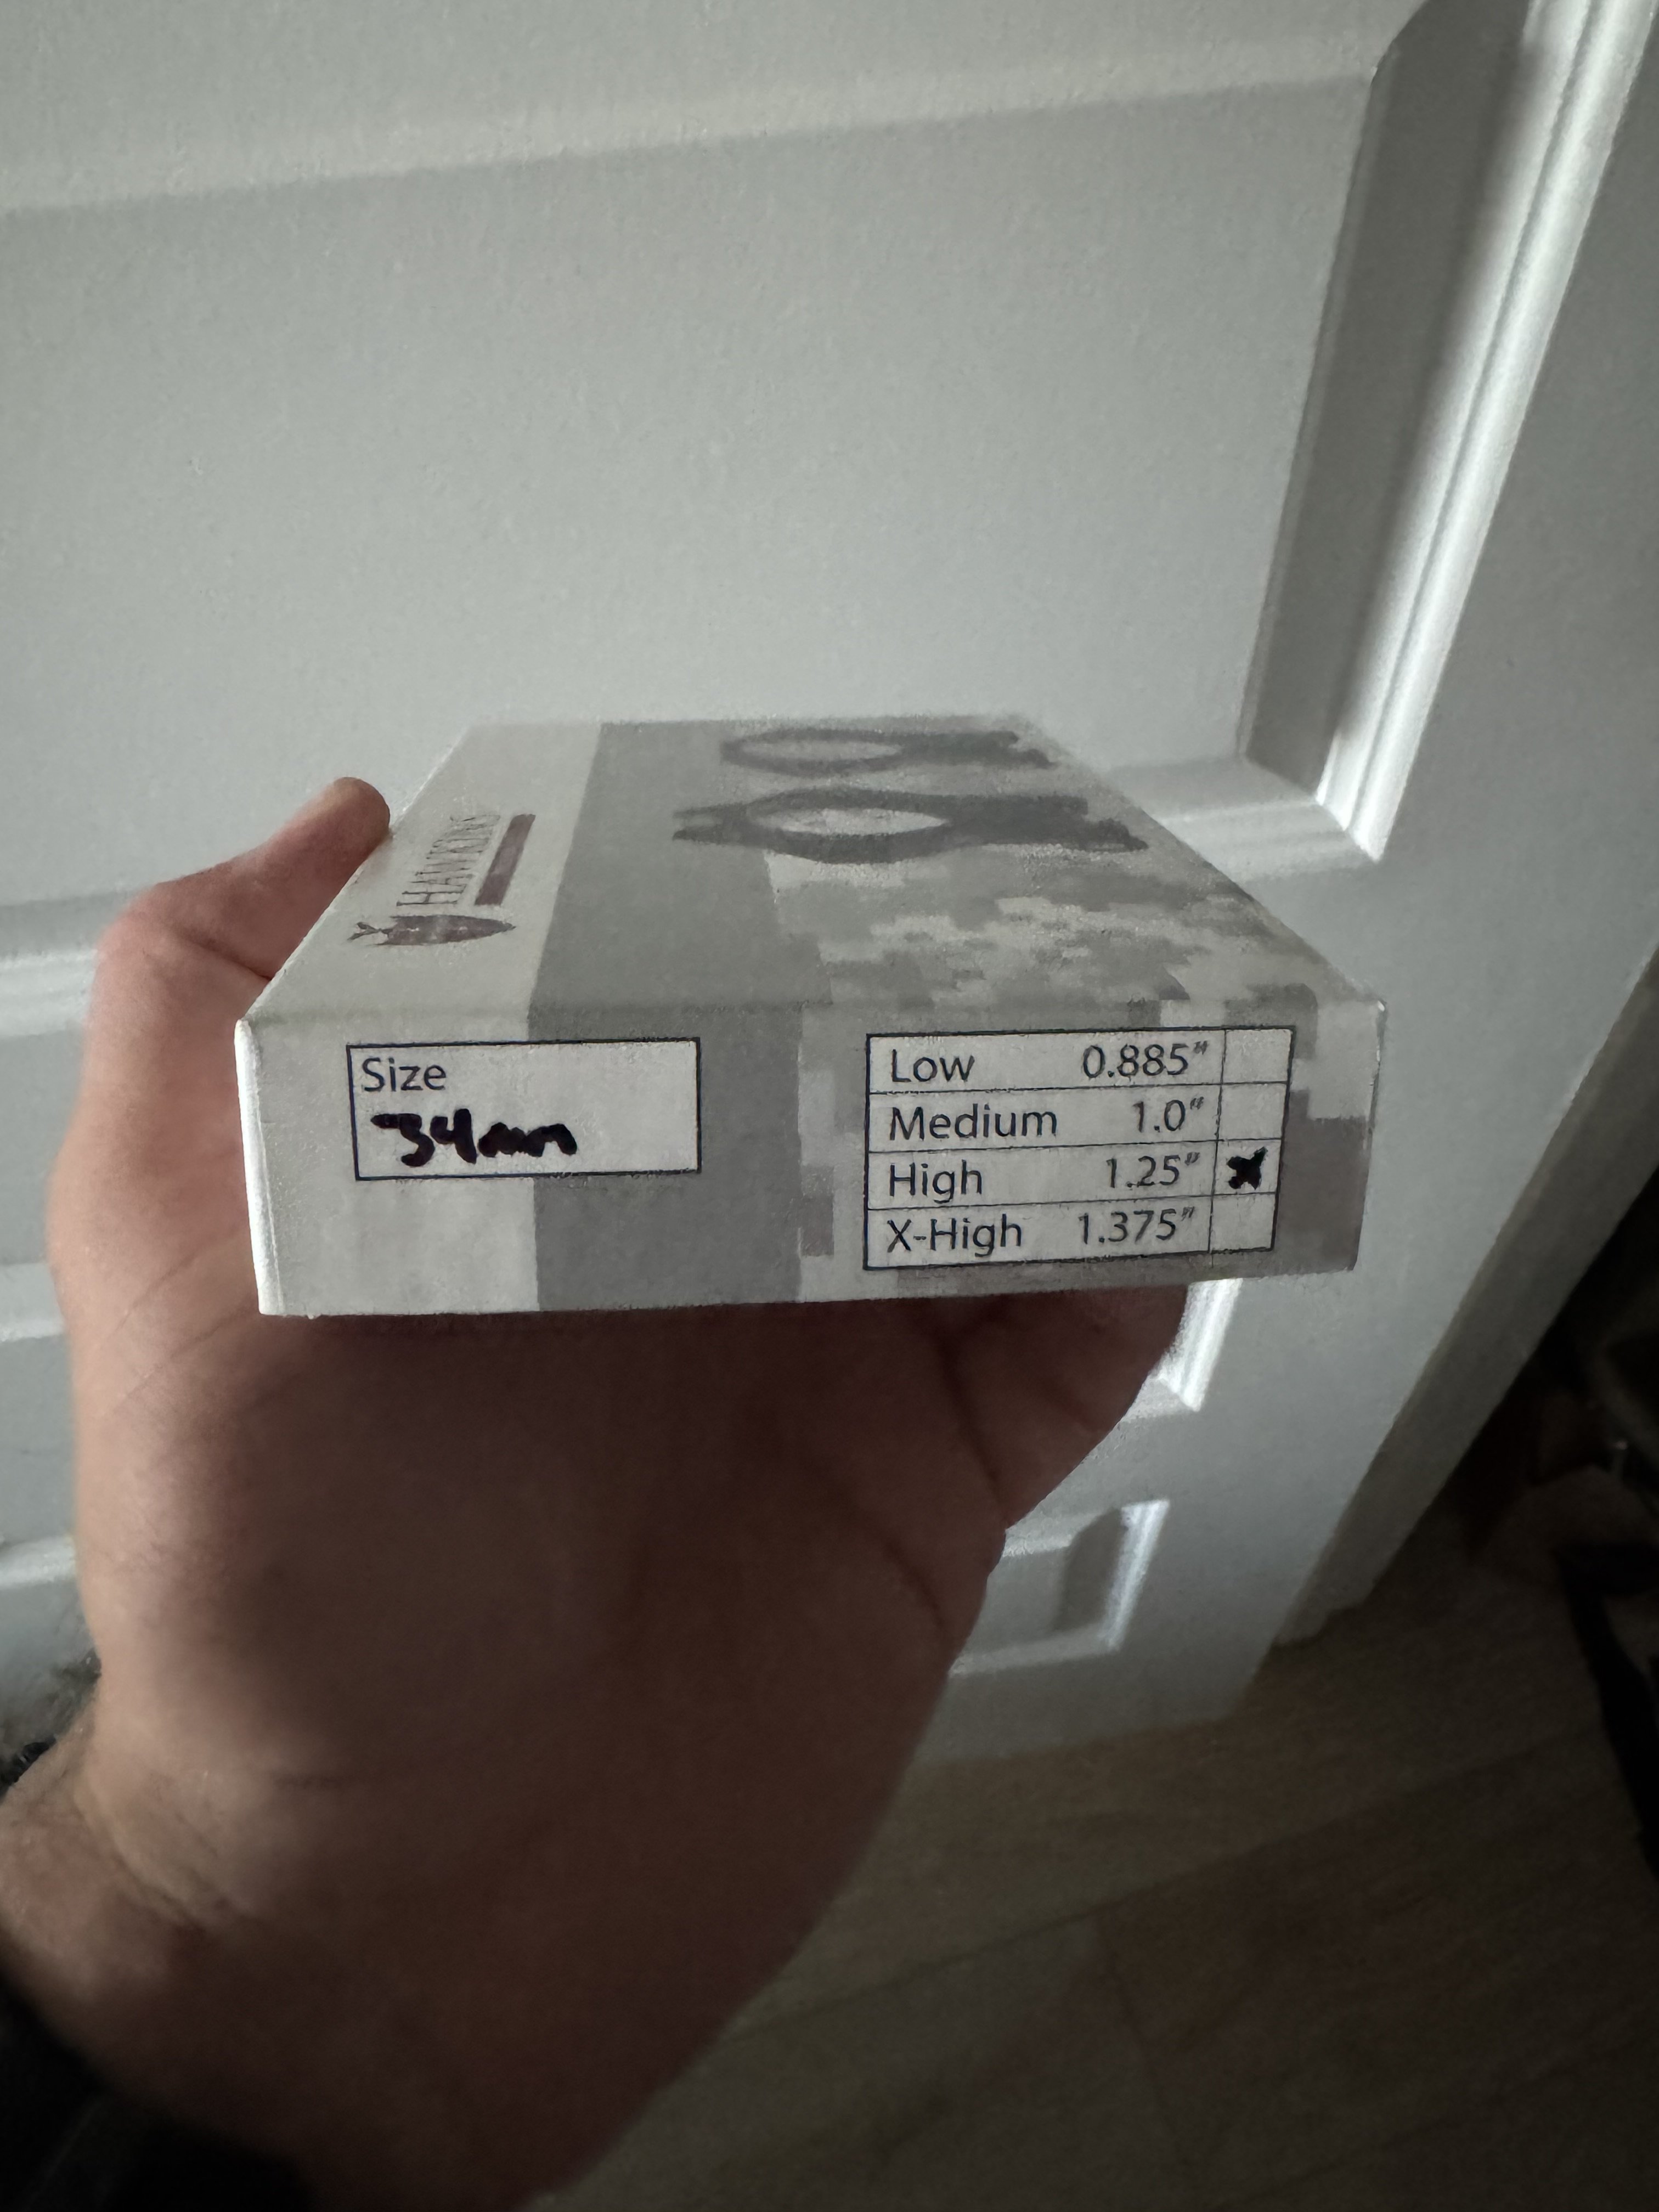 HAWKINS
Size
34mm
Low 0.885"
Medium 1.0"
High 1.25" x
X-High 1.375"